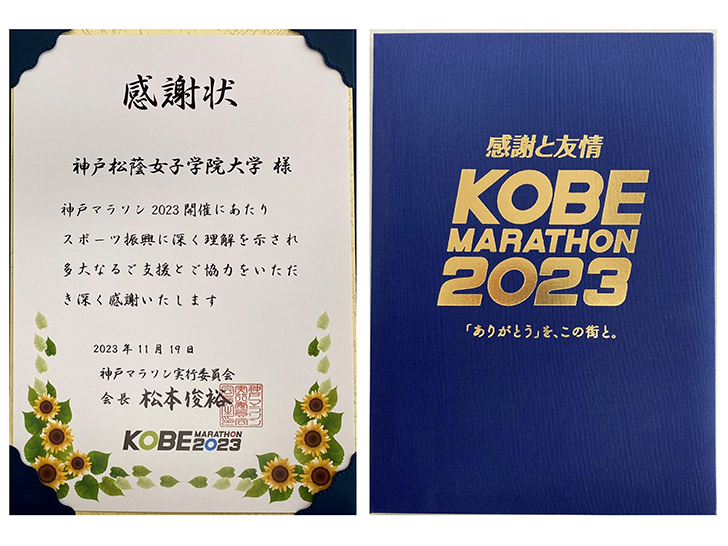 感謝状
神戸松蔭女子学院大学 様
神戸マラソン2023開催にあたり
スポーツ振興に深く理解を示され
多大なるご支援とご協力をいただ
き深く感謝いたします
2023年11月19日
神戸マラソン実行委員会
会長 松本俊裕
KOBE MARATHON 2023
感謝と友情
KOBE
MARATHON
2023
「ありがとう」を、この街と。